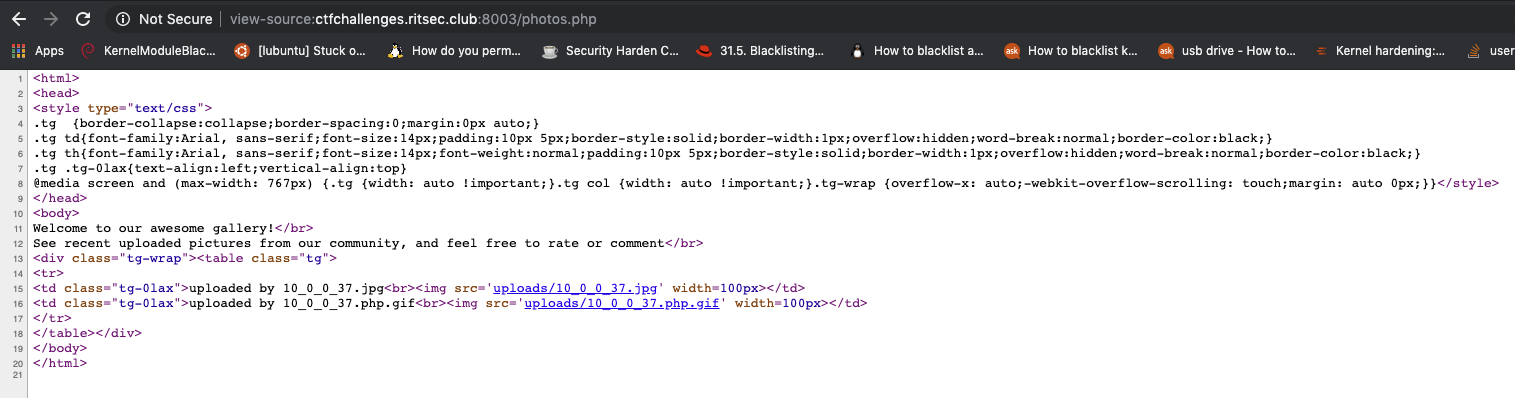 Not Secure | view-source:ctfchallenges.ritsec.club:8003/photos.php
Apps KernelModuleBlac... [lubuntu] Stuck o... How do you perm... Security Harden C... 31.5. Blacklisting... How to blacklist a... How to blacklist k... usb drive - How to... Kernel hardening:... user
1 <html>
2 <head>
3 <style type="text/css">
4 .tg  {border-collapse:collapse;border-spacing:0;margin:0px auto;}
5 .tg td{font-family:Arial, sans-serif;font-size:14px;padding:10px 5px;border-style:solid;border-width:1px;overflow:hidden;word-break:normal;border-color:black;}
6 .tg th{font-family:Arial, sans-serif;font-size:14px;font-weight:normal;padding:10px 5px;border-style:solid;border-width:1px;overflow:hidden;word-break:normal;border-color:black;}
7 .tg .tg-0lax{text-align:left;vertical-align:top}
8 @media screen and (max-width: 767px) {.tg {width: auto !important;}.tg col {width: auto !important;}.tg-wrap {overflow-x: auto;-webkit-overflow-scrolling: touch;margin: auto 0px;}}</style>
9 </head>
10 <body>
11 Welcome to our awesome gallery!</br>
12 See recent uploaded pictures from our community, and feel free to rate or comment</br>
13 <div class="tg-wrap"><table class="tg">
14 <tr>
15 <td class="tg-0lax">uploaded by 10_0_0_37.jpg<br><img src='uploads/10_0_0_37.jpg' width=100px></td>
16 <td class="tg-0lax">uploaded by 10_0_0_37.php.gif<br><img src='uploads/10_0_0_37.php.gif' width=100px></td>
17 </tr>
18 </table></div>
19 </body>
20 </html>
21